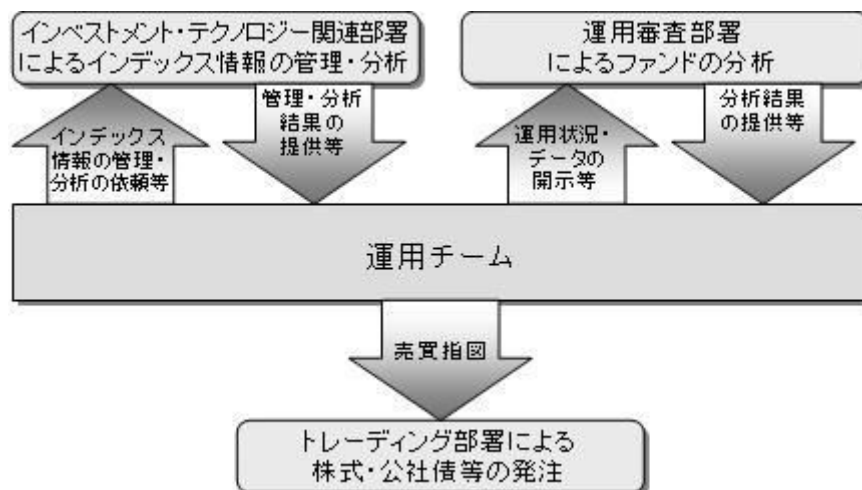 インベストメント・テクノロジー関連部署
によるインデックス情報の管理・分析
運用審査部署
によるファンドの分析
インデックス
情報の管理・
分析の依頼等
管理・分析
結果の
提供等
運用状況・
データの
開示等
分析結果
の提供等
運用チーム
売買指図
トレーディング部署による
株式・公社債等の発注